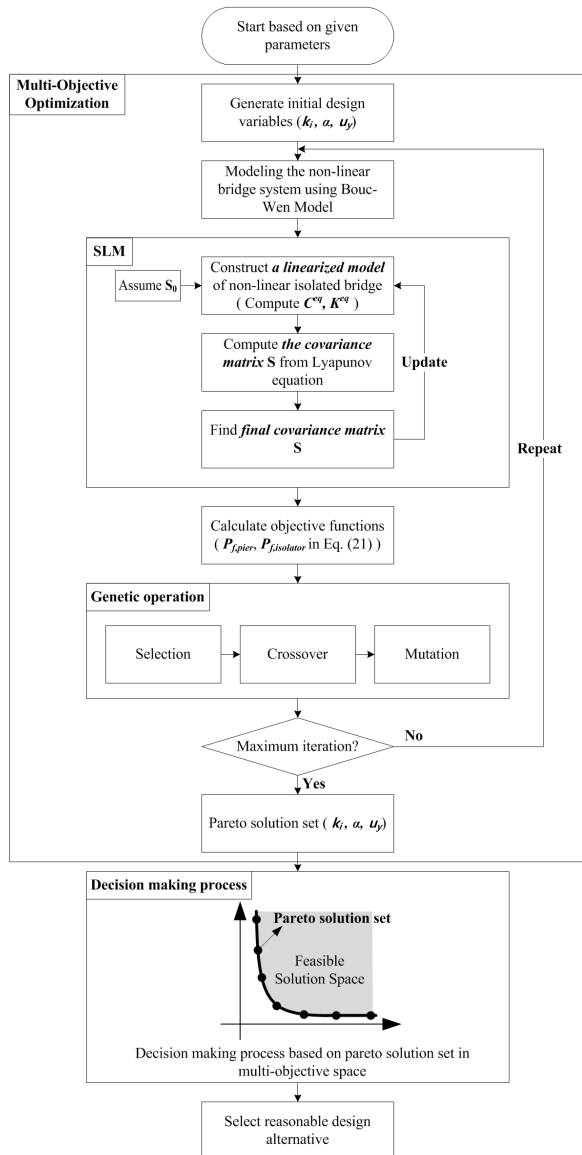 Start based on given
parameters
Multi-Objective
Optimization
Generate initial design
variables (kᵢ, α, u_y)
Modeling the non-linear
bridge system using Bouc-
Wen Model
SLM
Assume S₀
Construct a linearized model
of non-linear isolated bridge
( Compute C^eq, K^eq )
Compute the covariance
matrix S from Lyapunov
equation
Update
Find final covariance matrix
S
Repeat
Calculate objective functions
( P_f,pier, P_f,isolator in Eq. (21) )
Genetic operation
Selection
Crossover
Mutation
Maximum iteration?
No
Yes
Pareto solution set ( kᵢ, α, u_y)
Decision making process
Pareto solution set
Feasible
Solution Space
Decision making process based on pareto solution set in
multi-objective space
Select reasonable design
alternative